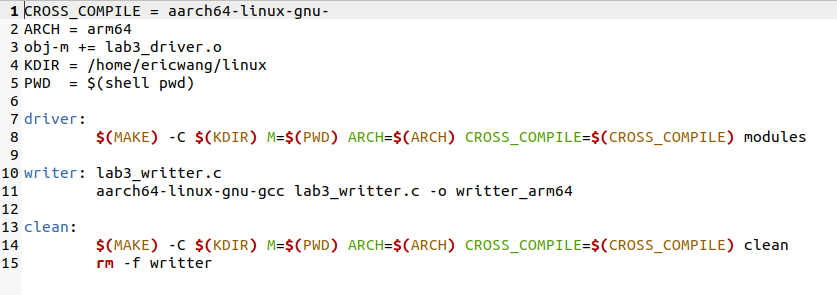 1 CROSS_COMPILE = aarch64-linux-gnu-
2 ARCH = arm64
3 obj-m += lab3_driver.o
4 KDIR = /home/ericwang/linux
5 PWD  = $(shell pwd)
6
7 driver:
8         $(MAKE) -C $(KDIR) M=$(PWD) ARCH=$(ARCH) CROSS_COMPILE=$(CROSS_COMPILE) modules
9
10 writer: lab3_writter.c
11         aarch64-linux-gnu-gcc lab3_writter.c -o writter_arm64
12
13 clean:
14         $(MAKE) -C $(KDIR) M=$(PWD) ARCH=$(ARCH) CROSS_COMPILE=$(CROSS_COMPILE) clean
15         rm -f writter